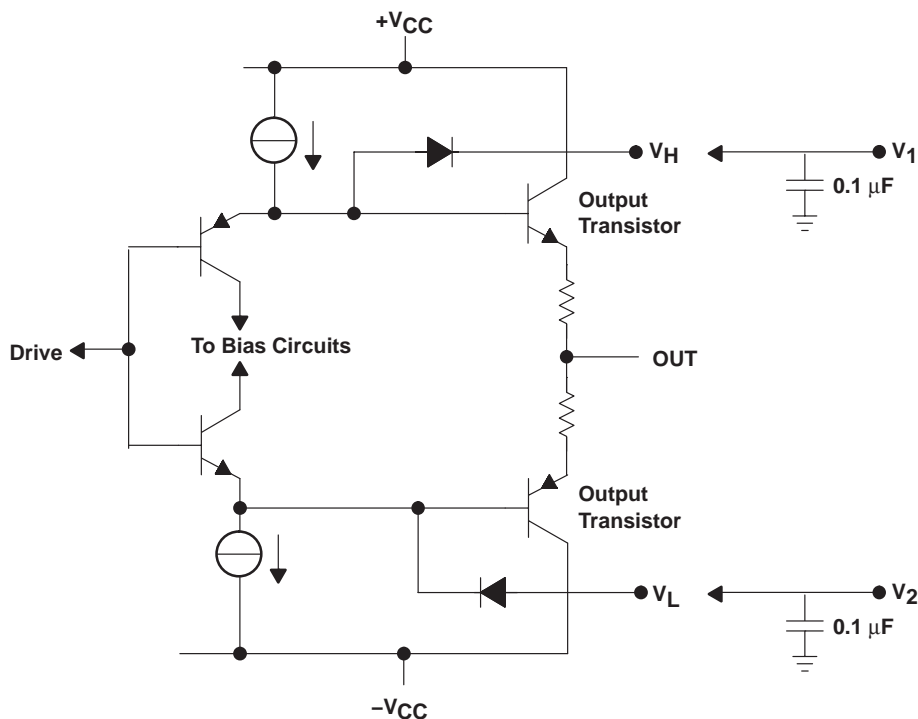 +VCC
VH
V1
0.1 μF
Output
Transistor
Drive
To Bias Circuits
OUT
Output
Transistor
VL
V2
0.1 μF
–VCC